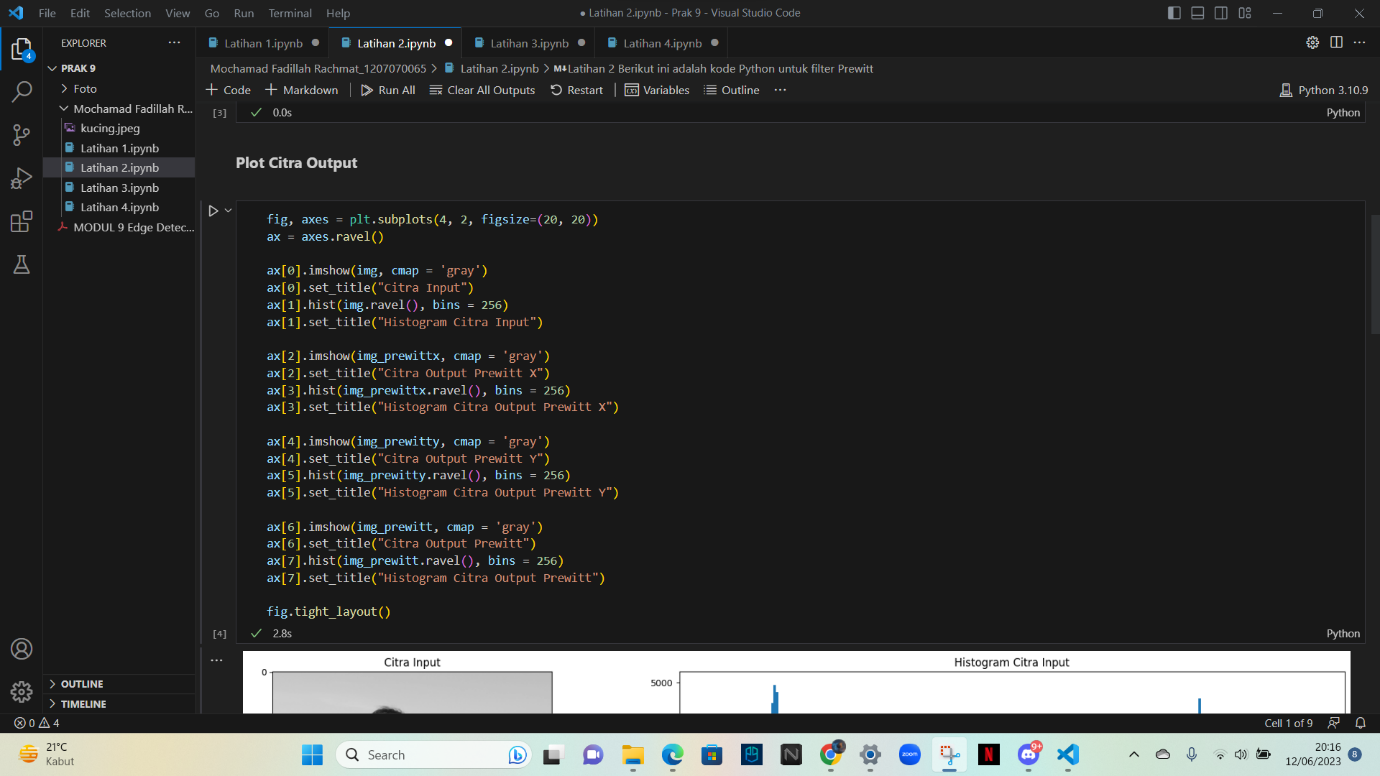 File Edit Selection View Go Run Terminal Help
● Latihan 2.ipynb - Prak 9 - Visual Studio Code
EXPLORER
Latihan 1.ipynb
Latihan 2.ipynb
Latihan 3.ipynb
Latihan 4.ipynb
4
PRAK 9
Foto
Mochamad Fadillah R...
kucing.jpeg
Latihan 1.ipynb
Latihan 2.ipynb
Latihan 3.ipynb
Latihan 4.ipynb
MODUL 9 Edge Detec...
OUTLINE
TIMELINE
Mochamad Fadillah Rachmat_1207070065 > Latihan 2.ipynb > M↓Latihan 2 Berikut ini adalah kode Python untuk filter Prewitt
+ Code + Markdown Run All Clear All Outputs Restart Variables Outline ...
Python 3.10.9
[3] ✓ 0.0s Python
Plot Citra Output
fig, axes = plt.subplots(4, 2, figsize=(20, 20))
ax = axes.ravel()
ax[0].imshow(img, cmap = 'gray')
ax[0].set_title("Citra Input")
ax[1].hist(img.ravel(), bins = 256)
ax[1].set_title("Histogram Citra Input")
ax[2].imshow(img_prewittx, cmap = 'gray')
ax[2].set_title("Citra Output Prewitt X")
ax[3].hist(img_prewittx.ravel(), bins = 256)
ax[3].set_title("Histogram Citra Output Prewitt X")
ax[4].imshow(img_prewitty, cmap = 'gray')
ax[4].set_title("Citra Output Prewitt Y")
ax[5].hist(img_prewitty.ravel(), bins = 256)
ax[5].set_title("Histogram Citra Output Prewitt Y")
ax[6].imshow(img_prewitt, cmap = 'gray')
ax[6].set_title("Citra Output Prewitt")
ax[7].hist(img_prewitt.ravel(), bins = 256)
ax[7].set_title("Histogram Citra Output Prewitt")
fig.tight_layout()
[4] ✓ 2.8s Python
Citra Input
Histogram Citra Input
0
5000
0 4
Cell 1 of 9
21°C
Kabut
Search
zoom
N
N
9+
20:16
12/06/2023
8